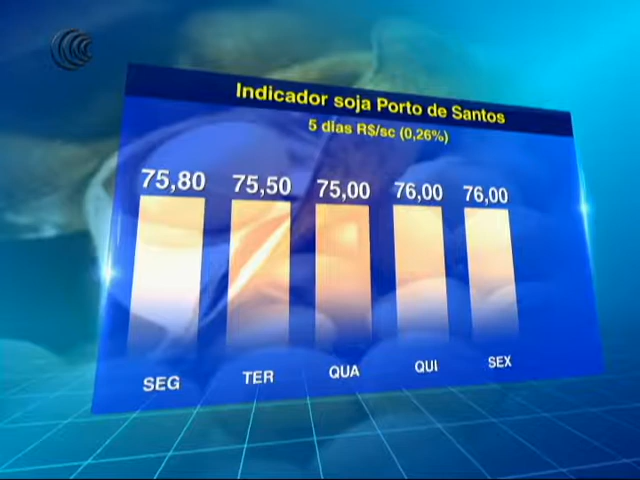 Indicador soja Porto de Santos
5 dias R$/sc (0,26%)
75,80 75,50 75,00 76,00 76,00
SEG TER QUA QUI SEX